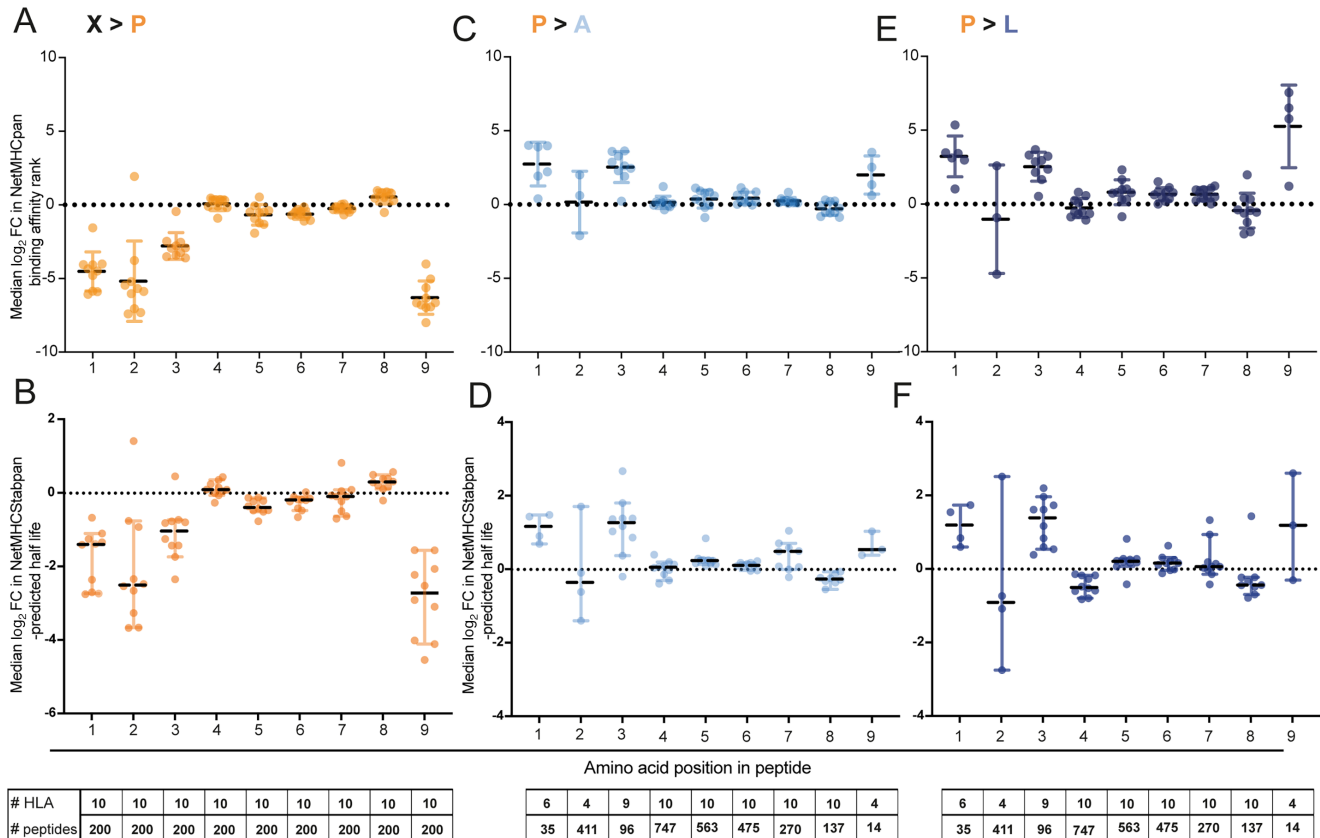 A X > P
10
5
0
-5
-10
Median log₂ FC in NetMHCpan
binding affinity rank
1 2 3 4 5 6 7 8 9
C P > A
10
5
0
-5
-10
1 2 3 4 5 6 7 8 9
E P > L
10
5
0
-5
-10
1 2 3 4 5 6 7 8 9
B
2
0
-2
-4
-6
Median log₂ FC in NetMHCStabpan
-predicted half life
1 2 3 4 5 6 7 8 9
D
4
2
0
-2
-4
Median log₂ FC in NetMHCStabpan
-predicted half life
1 2 3 4 5 6 7 8 9
F
4
2
0
-2
-4
1 2 3 4 5 6 7 8 9
Amino acid position in peptide
# HLA 10 10 10 10 10 10 10 10 10
# peptides 200 200 200 200 200 200 200 200 200
6 4 9 10 10 10 10 10 4
35 411 96 747 563 475 270 137 14
6 4 9 10 10 10 10 10 4
35 411 96 747 563 475 270 137 14